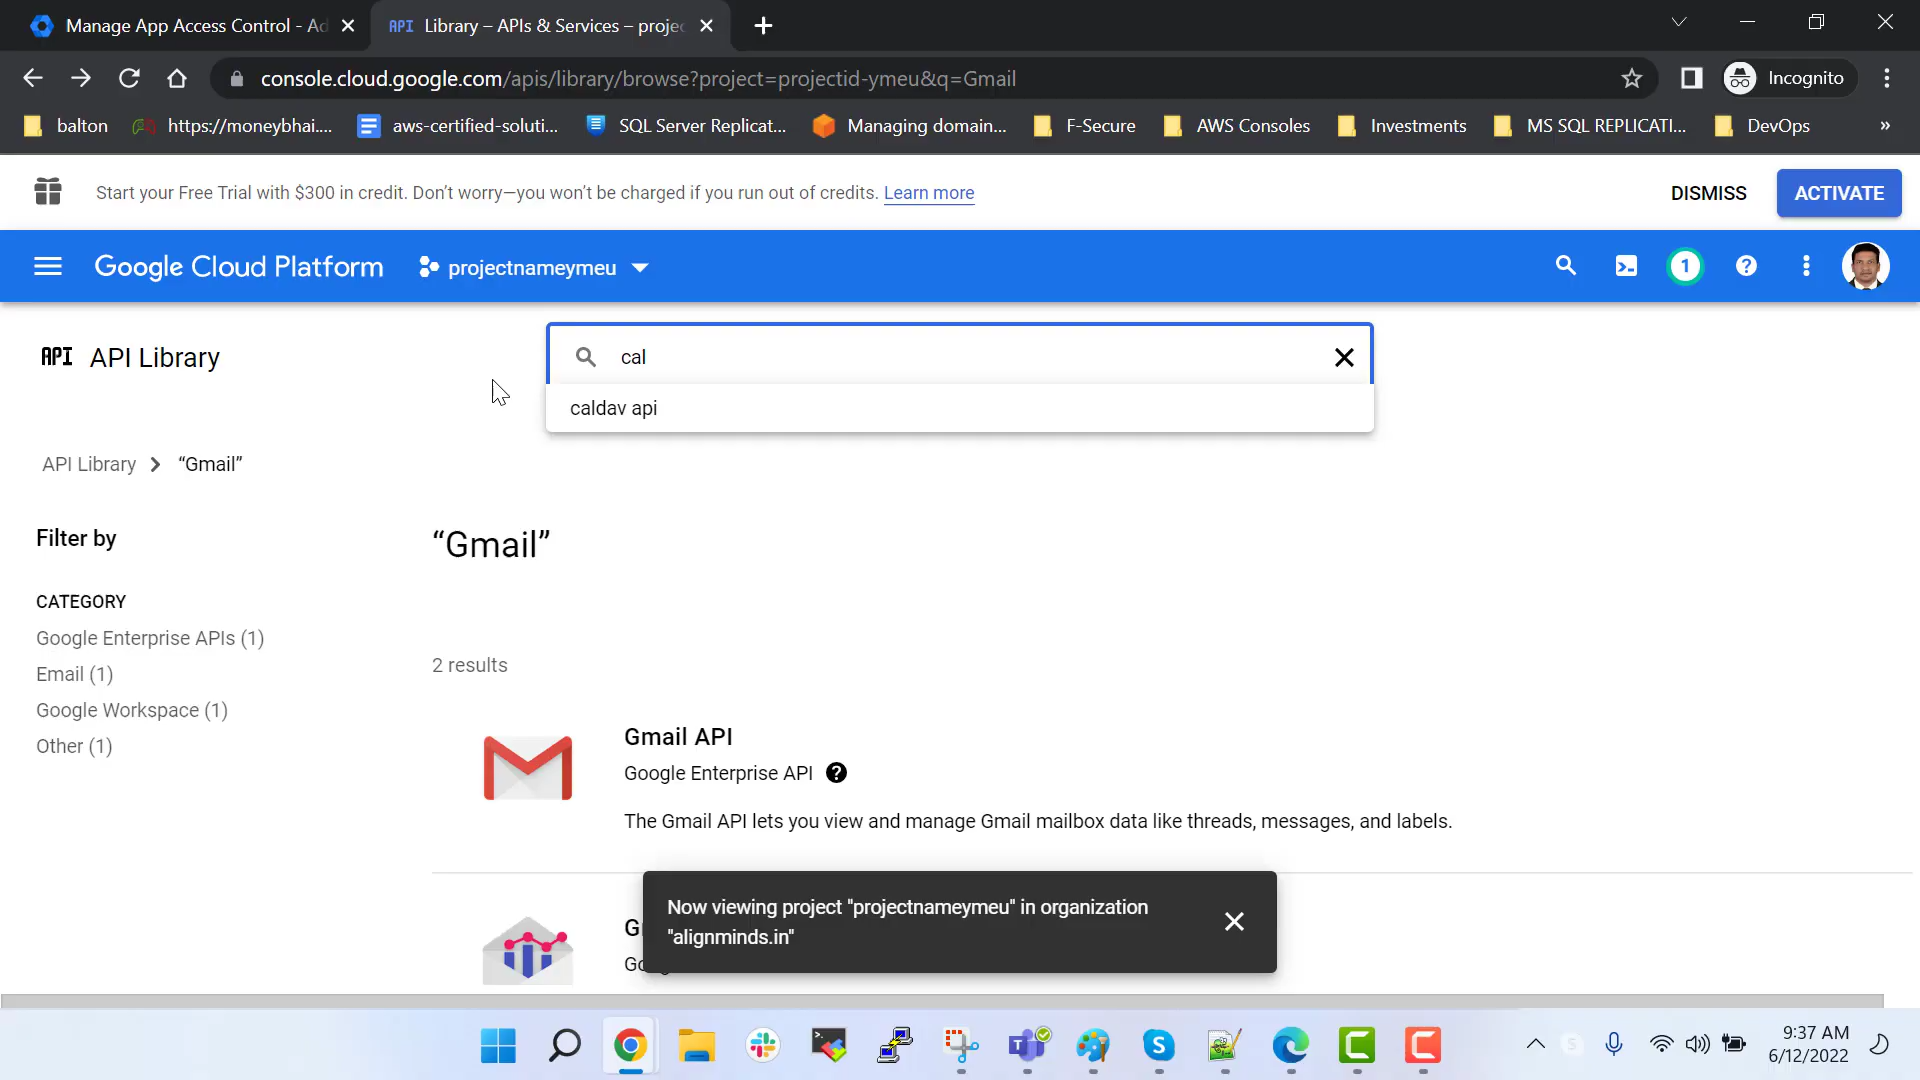 Manage App Access Control - Ad
API Library – APIs & Services – projec
console.cloud.google.com/apis/library/browse?project=projectid-ymeu&q=Gmail
Incognito
balton
https://moneybhai....
aws-certified-soluti...
SQL Server Replicat...
Managing domain...
F-Secure
AWS Consoles
Investments
MS SQL REPLICATI...
DevOps
»
Start your Free Trial with $300 in credit. Don't worry—you won't be charged if you run out of credits. Learn more
DISMISS
ACTIVATE
Google Cloud Platform
projectnameymeu
1
API API Library
cal
caldav api
API Library > “Gmail”
Filter by
CATEGORY
Google Enterprise APIs (1)
Email (1)
Google Workspace (1)
Other (1)
“Gmail”
2 results
Gmail API
Google Enterprise API
The Gmail API lets you view and manage Gmail mailbox data like threads, messages, and labels.
Now viewing project "projectnameymeu" in organization
"alignminds.in"
9:37 AM
6/12/2022